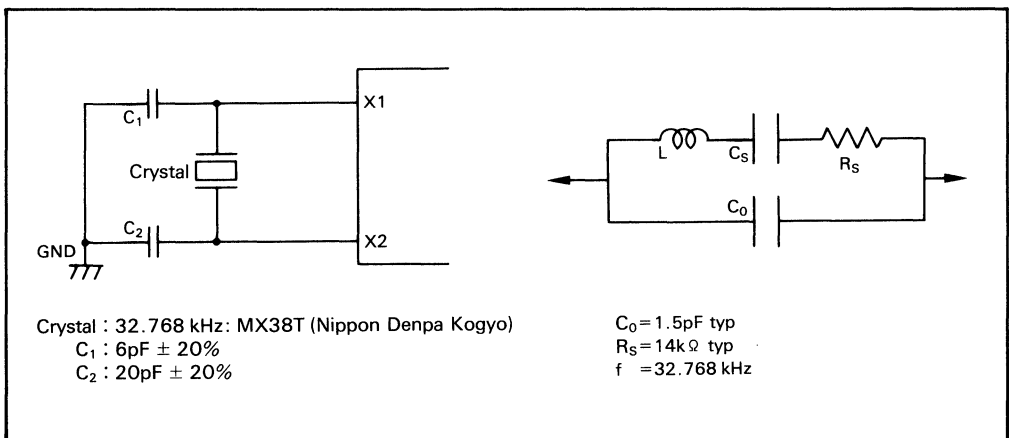 C₁
X1
Crystal
C₂
X2
GND
L
Cₛ
Rₛ
C₀
Crystal : 32.768 kHz: MX38T (Nippon Denpa Kogyo)
C₁ : 6pF ± 20%
C₂ : 20pF ± 20%
C₀=1.5pF typ
Rₛ=14kΩ typ
f =32.768 kHz